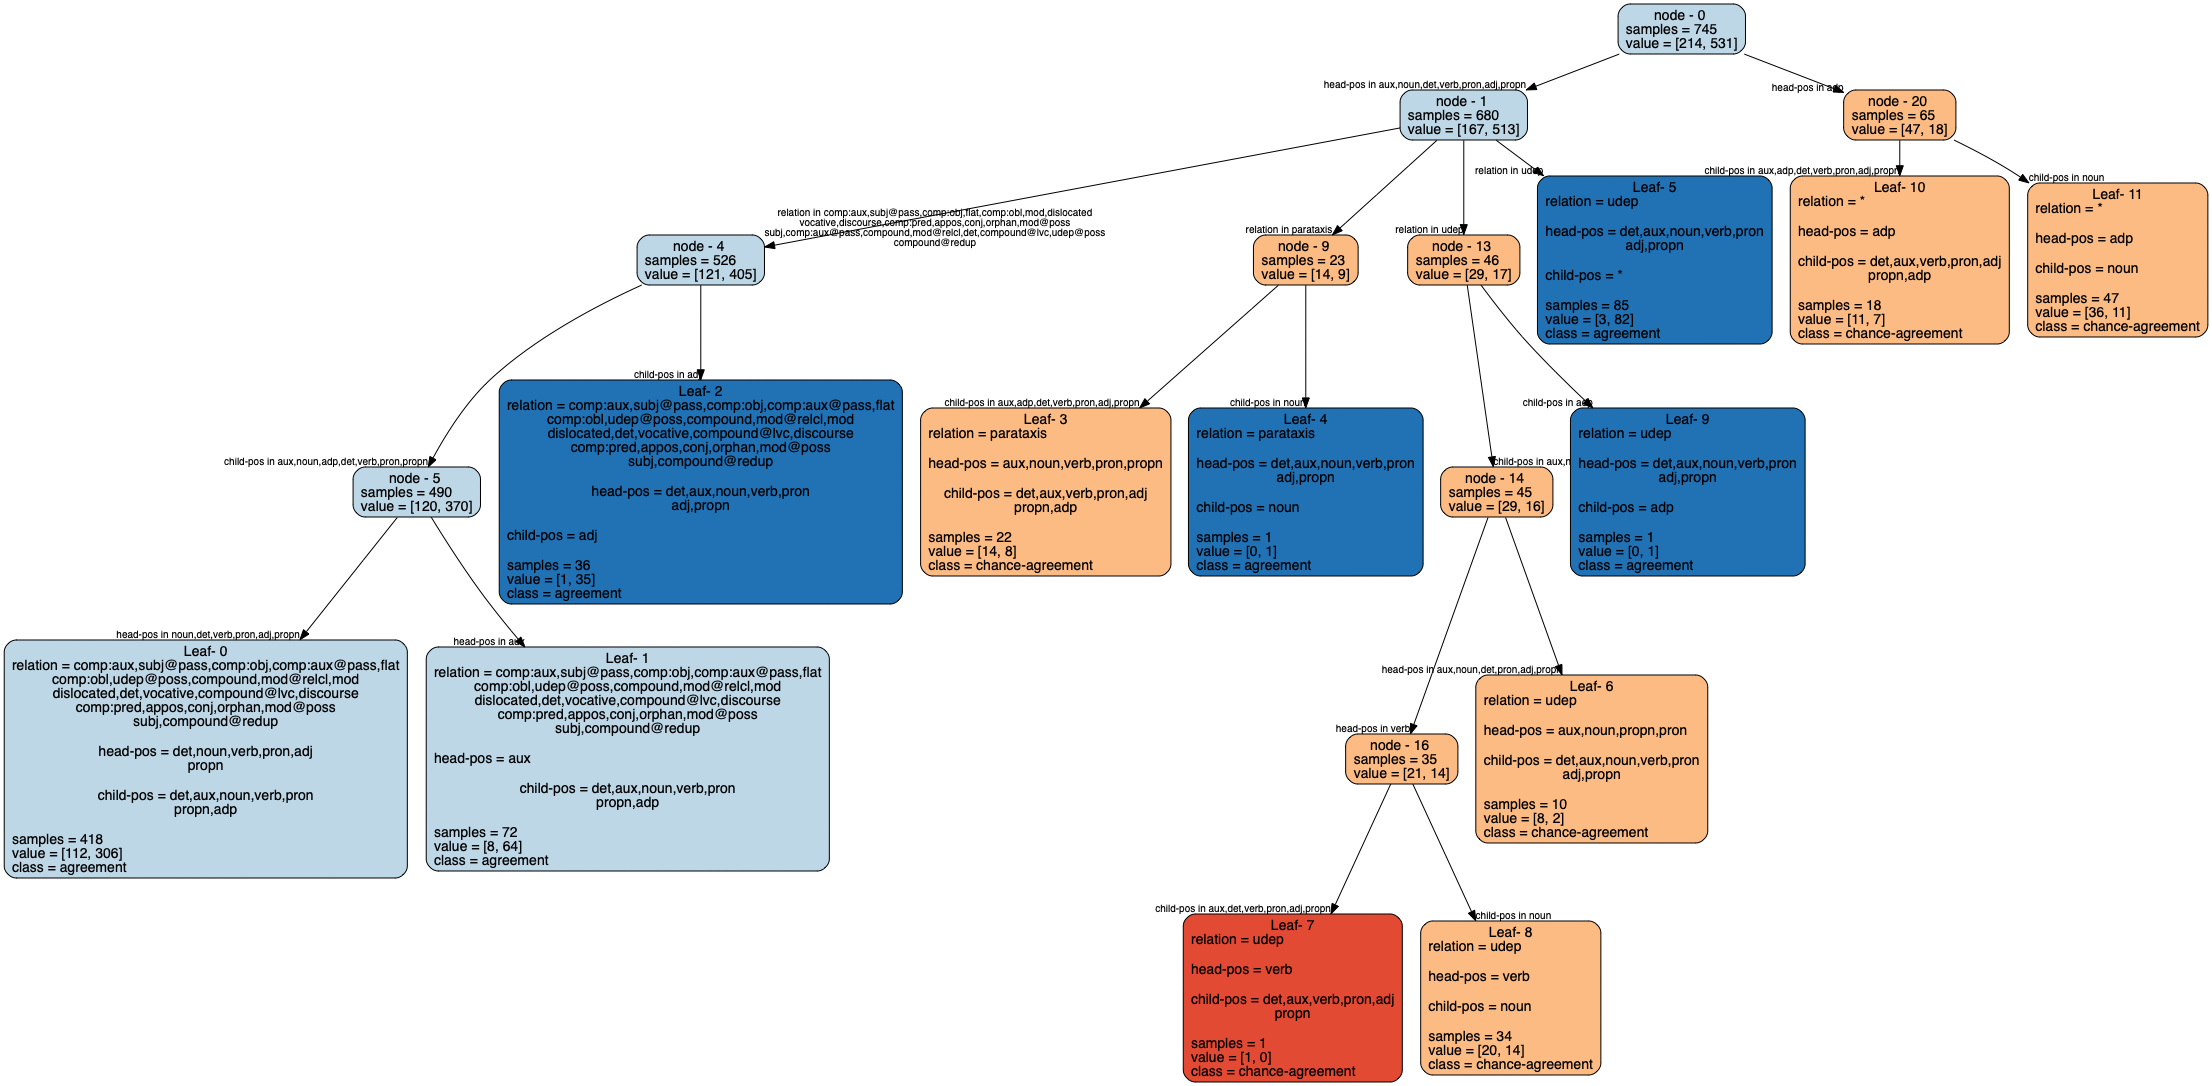 node - 0
samples = 745
value = [214, 531]
head-pos in aux,noun,det,verb,pron,adj,propn
node - 1
samples = 680
value = [167, 513]
head-pos in adp
node - 20
samples = 65
value = [47, 18]
relation in comp:aux,subj@pass,comp:obj,flat,comp:obl,mod,dislocated
vocative,discourse,comp:pred,appos,conj,orphan,mod@poss
subj,comp:aux@pass,compound,mod@relcl,det,compound@lvc,udep@poss
compound@redup
node - 4
samples = 526
value = [121, 405]
relation in parataxis
node - 9
samples = 23
value = [14, 9]
relation in udep
node - 13
samples = 46
value = [29, 17]
relation in udep
Leaf- 5
relation = udep
head-pos = det,aux,noun,verb,pron
adj,propn
child-pos = *
samples = 85
value = [3, 82]
class = agreement
child-pos in aux,adp,det,verb,pron,adj,propn
Leaf- 10
relation = *
head-pos = adp
child-pos = det,aux,verb,pron,adj
propn,adp
samples = 18
value = [11, 7]
class = chance-agreement
child-pos in noun
Leaf- 11
relation = *
head-pos = adp
child-pos = noun
samples = 47
value = [36, 11]
class = chance-agreement
child-pos in aux,noun,adp,det,verb,pron,propn
node - 5
samples = 490
value = [120, 370]
child-pos in adj
Leaf- 2
relation = comp:aux,subj@pass,comp:obj,comp:aux@pass,flat
comp:obl,udep@poss,compound,mod@relcl,mod
dislocated,det,vocative,compound@lvc,discourse
comp:pred,appos,conj,orphan,mod@poss
subj,compound@redup
head-pos = det,aux,noun,verb,pron
adj,propn
child-pos = adj
samples = 36
value = [1, 35]
class = agreement
child-pos in aux,adp,det,verb,pron,adj,propn
Leaf- 3
relation = parataxis
head-pos = aux,noun,verb,pron,propn
child-pos = det,aux,verb,pron,adj
propn,adp
samples = 22
value = [14, 8]
class = chance-agreement
child-pos in noun
Leaf- 4
relation = parataxis
head-pos = det,aux,noun,verb,pron
adj,propn
child-pos = noun
samples = 1
value = [0, 1]
class = agreement
child-pos in aux,n
node - 14
samples = 45
value = [29, 16]
child-pos in adp
Leaf- 9
relation = udep
head-pos = det,aux,noun,verb,pron
adj,propn
child-pos = adp
samples = 1
value = [0, 1]
class = agreement
head-pos in noun,det,verb,pron,adj,propn
Leaf- 0
relation = comp:aux,subj@pass,comp:obj,comp:aux@pass,flat
comp:obl,udep@poss,compound,mod@relcl,mod
dislocated,det,vocative,compound@lvc,discourse
comp:pred,appos,conj,orphan,mod@poss
subj,compound@redup
head-pos = det,noun,verb,pron,adj
propn
child-pos = det,aux,noun,verb,pron
propn,adp
samples = 418
value = [112, 306]
class = agreement
head-pos in aux
Leaf- 1
relation = comp:aux,subj@pass,comp:obj,comp:aux@pass,flat
comp:obl,udep@poss,compound,mod@relcl,mod
dislocated,det,vocative,compound@lvc,discourse
comp:pred,appos,conj,orphan,mod@poss
subj,compound@redup
head-pos = aux
child-pos = det,aux,noun,verb,pron
propn,adp
samples = 72
value = [8, 64]
class = agreement
head-pos in verb
node - 16
samples = 35
value = [21, 14]
head-pos in aux,noun,det,pron,adj,propn
Leaf- 6
relation = udep
head-pos = aux,noun,propn,pron
child-pos = det,aux,noun,verb,pron
adj,propn
samples = 10
value = [8, 2]
class = chance-agreement
child-pos in aux,det,verb,pron,adj,propn
Leaf- 7
relation = udep
head-pos = verb
child-pos = det,aux,verb,pron,adj
propn
samples = 1
value = [1, 0]
class = chance-agreement
child-pos in noun
Leaf- 8
relation = udep
head-pos = verb
child-pos = noun
samples = 34
value = [20, 14]
class = chance-agreement